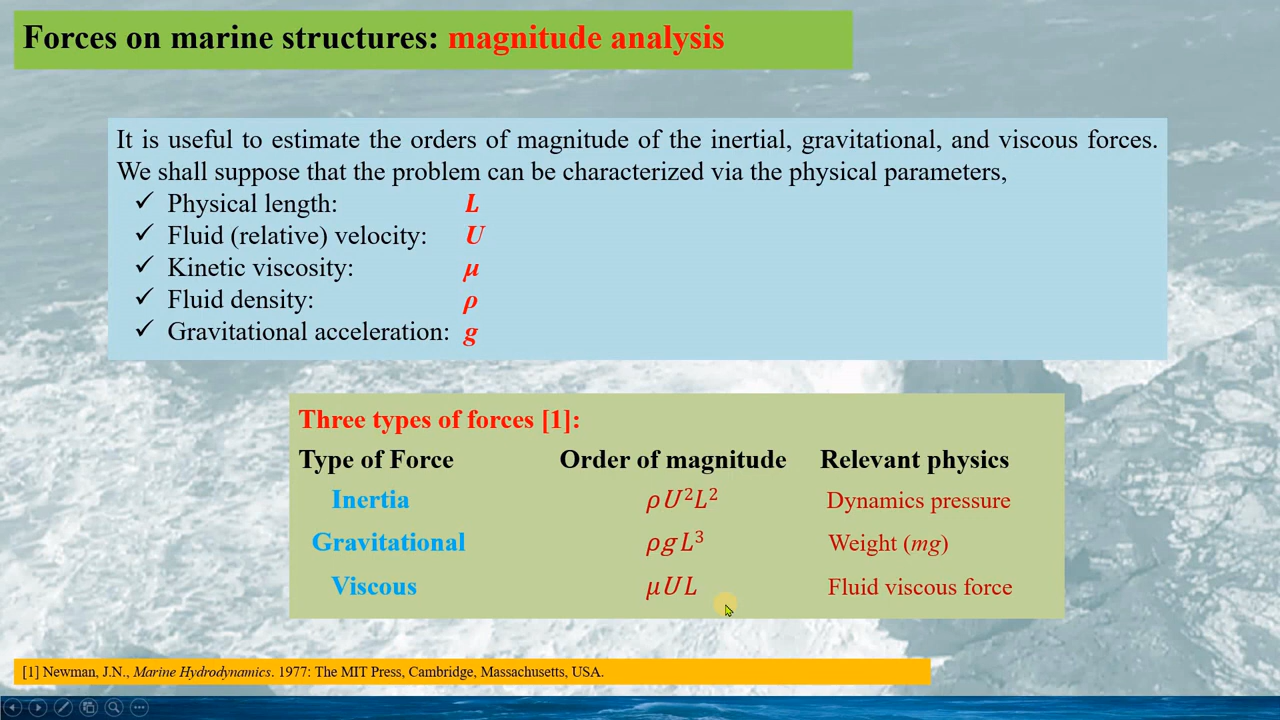 Forces on marine structures: magnitude analysis
It is useful to estimate the orders of magnitude of the inertial, gravitational, and viscous forces.
We shall suppose that the problem can be characterized via the physical parameters,
✓ Physical length: L
✓ Fluid (relative) velocity: U
✓ Kinetic viscosity: μ
✓ Fluid density: ρ
✓ Gravitational acceleration: g
Three types of forces [1]:
Type of Force Order of magnitude Relevant physics
Inertia ρU²L² Dynamics pressure
Gravitational ρgL³ Weight (mg)
Viscous μUL Fluid viscous force
[1] Newman, J.N., Marine Hydrodynamics. 1977: The MIT Press, Cambridge, Massachusetts, USA.